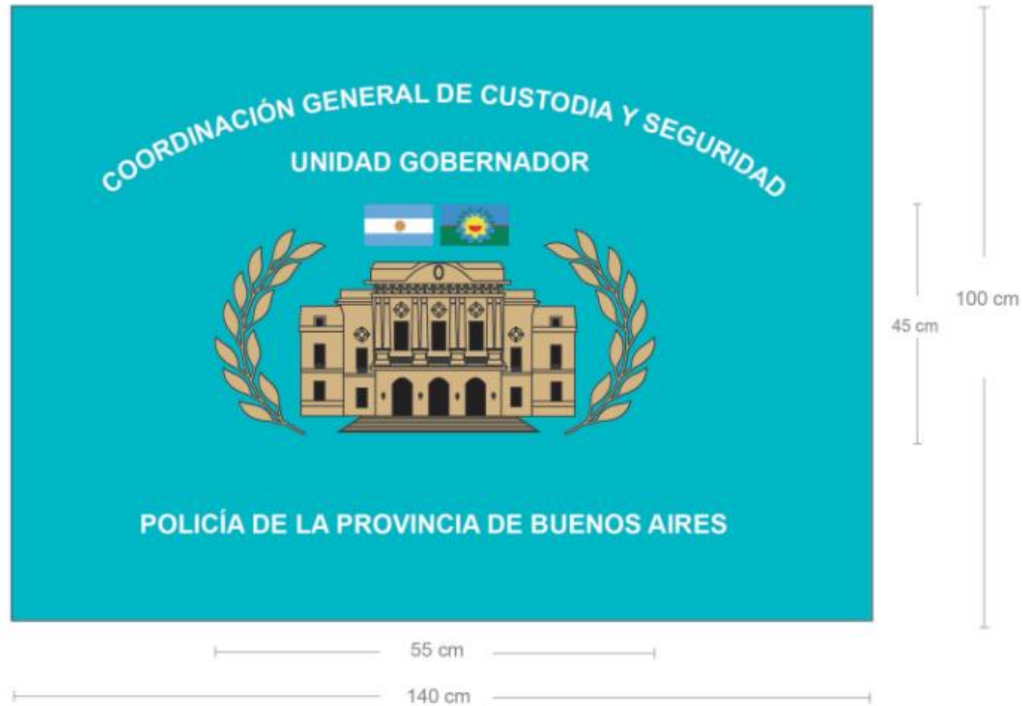 COORDINACIÓN GENERAL DE CUSTODIA Y SEGURIDAD
UNIDAD GOBERNADOR
POLICÍA DE LA PROVINCIA DE BUENOS AIRES
45 cm
100 cm
55 cm
140 cm